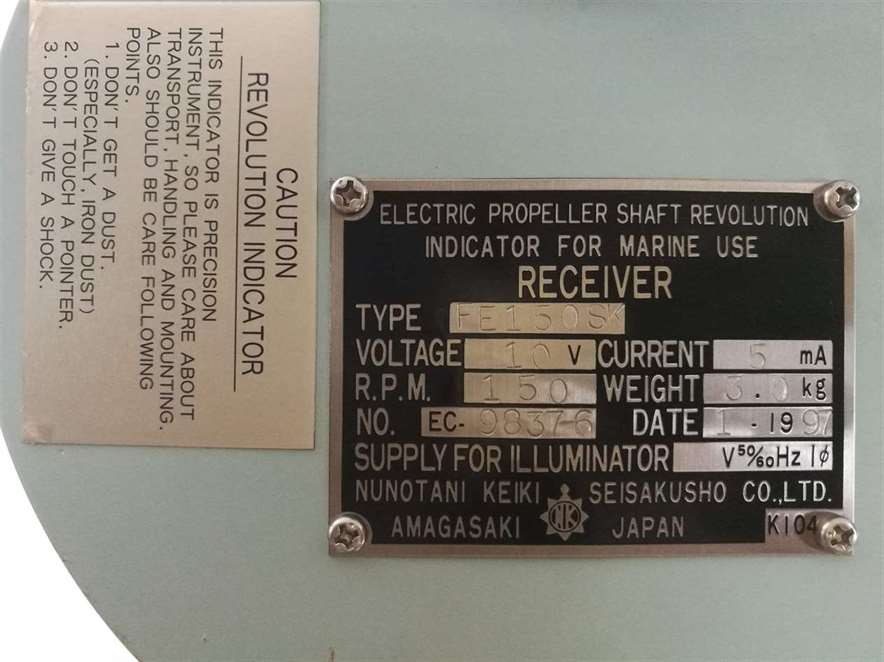 CAUTION
REVOLUTION INDICATOR
THIS INDICATOR IS PRECISION
INSTRUMENT, SO PLEASE CARE ABOUT
TRANSPORT, HANDLING AND MOUNTING.
ALSO SHOULD BE CARE FOLLOWING
POINTS.
1. DON'T GET A DUST.
(ESPECIALLY, IRON DUST)
2. DON'T TOUCH A POINTER.
3. DON'T GIVE A SHOCK.
ELECTRIC PROPELLER SHAFT REVOLUTION
INDICATOR FOR MARINE USE
RECEIVER
TYPE FE150SK
VOLTAGE 10 V CURRENT 5 mA
R.P.M. 150 WEIGHT 3.0 kg
NO. EC-98376 DATE 1-1997
SUPPLY FOR ILLUMINATOR V 50/60Hz 1φ
NUNOTANI KEIKI NK SEISAKUSHO CO.,LTD.
AMAGASAKI JAPAN K104